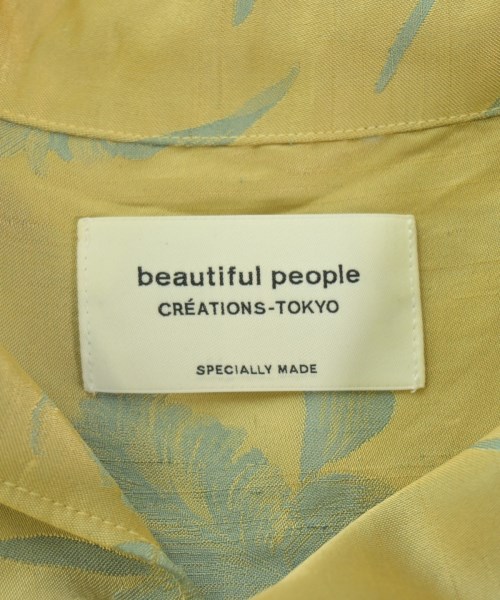 beautiful people
CRÉATIONS-TOKYO
SPECIALLY MADE